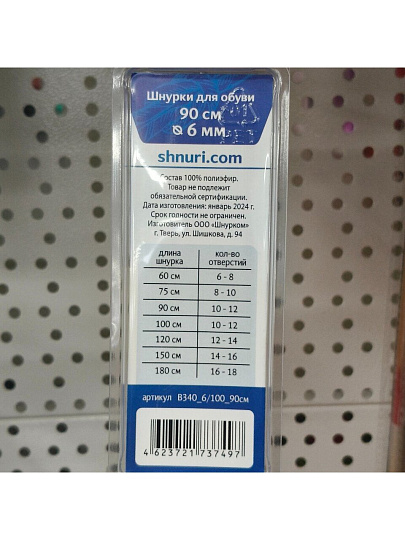 Шнурки для обуви
90 см
⌀ 6 мм
shnuri.com
Состав 100% полиэфир.
Товар не подлежит
обязательной сертификации.
Дата изготовления: январь 2024 г.
Срок годности не ограничен.
Изготовитель ООО «Шнурком»
г. Тверь, ул. Шишкова, д. 94
длина шнурка кол-во отверстий
60 см 6 - 8
75 см 8 - 10
90 см 10 - 12
100 см 10 - 12
120 см 12 - 14
150 см 14 - 16
180 см 16 - 18
артикул B340_6/100_90см
4 623721 737497